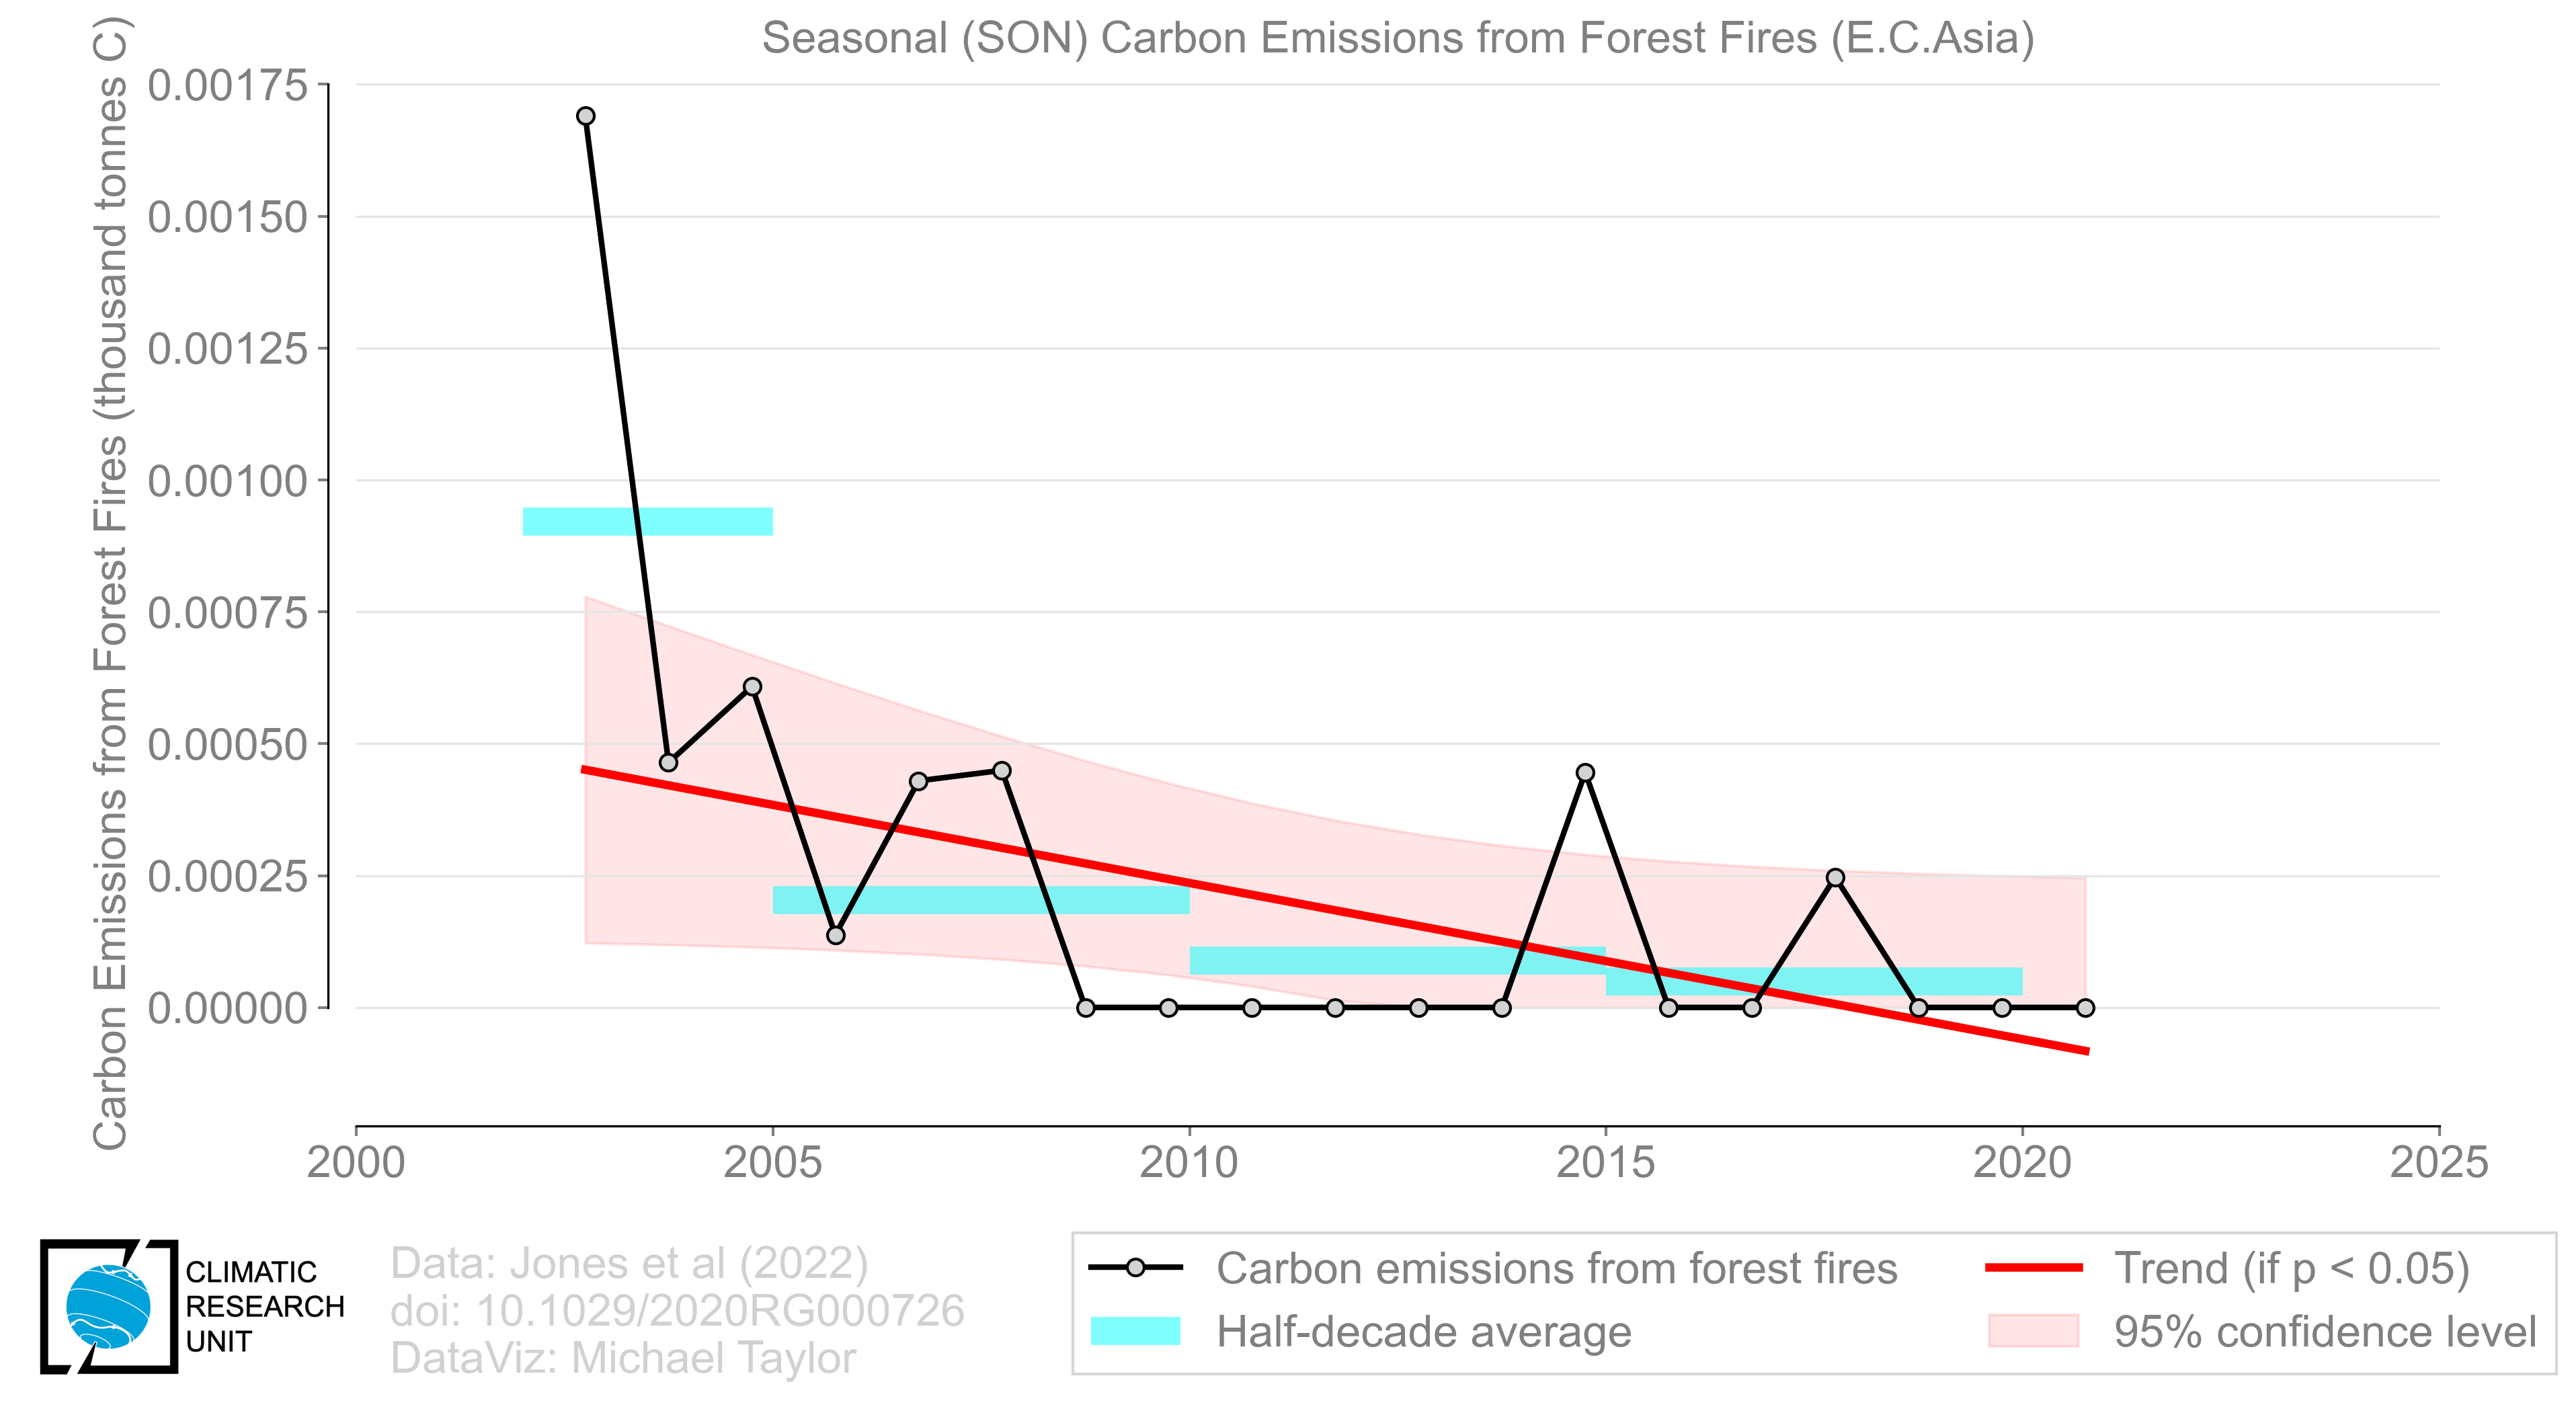 Seasonal (SON) Carbon Emissions from Forest Fires (E.C.Asia)
Carbon Emissions from Forest Fires (thousand tonnes C)
0.00175
0.00150
0.00125
0.00100
0.00075
0.00050
0.00025
0.00000
2000 2005 2010 2015 2020 2025
CLIMATIC
RESEARCH
UNIT
Data: Jones et al (2022)
doi: 10.1029/2020RG000726
DataViz: Michael Taylor
Carbon emissions from forest fires
Half-decade average
Trend (if p < 0.05)
95% confidence level